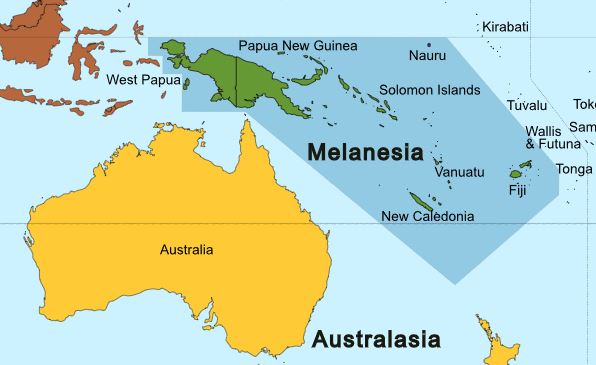 Kirabati
Papua New Guinea
Nauru
West Papua
Solomon Islands
Tuvalu
Toke
Wallis
& Futuna
Sam
Melanesia
Vanuatu
Tonga
Fiji
New Caledonia
Australia
Australasia